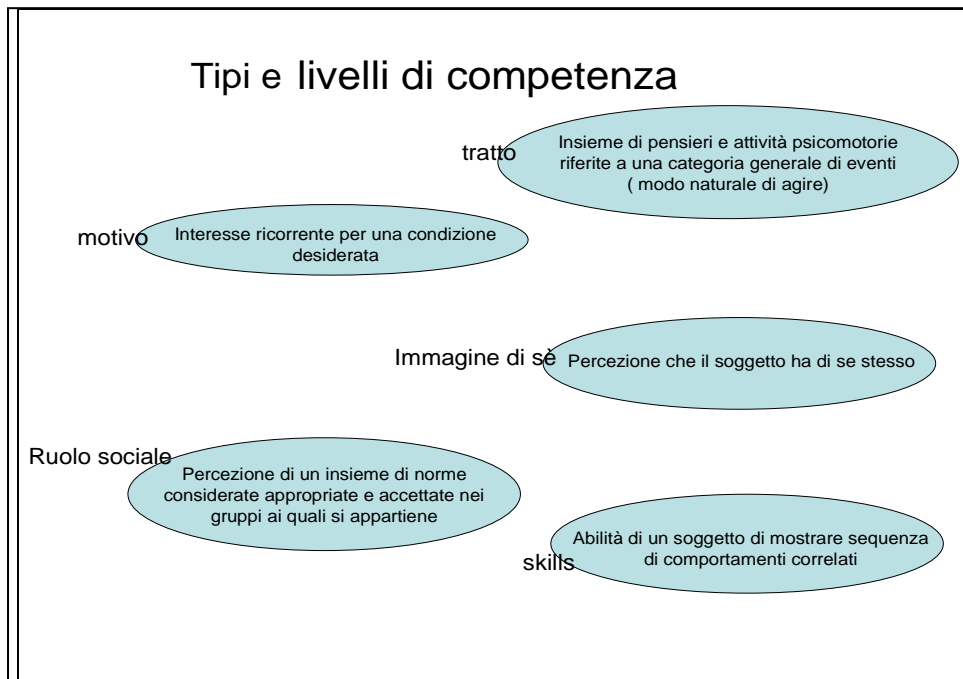 Tipi e livelli di competenza
tratto
Insieme di pensieri e attività psicomotorie
riferite a una categoria generale di eventi
( modo naturale di agire)
motivo
Interesse ricorrente per una condizione
desiderata
Immagine di sè
Percezione che il soggetto ha di se stesso
Ruolo sociale
Percezione di un insieme di norme
considerate appropriate e accettate nei
gruppi ai quali si appartiene
skills
Abilità di un soggetto di mostrare sequenza
di comportamenti correlati